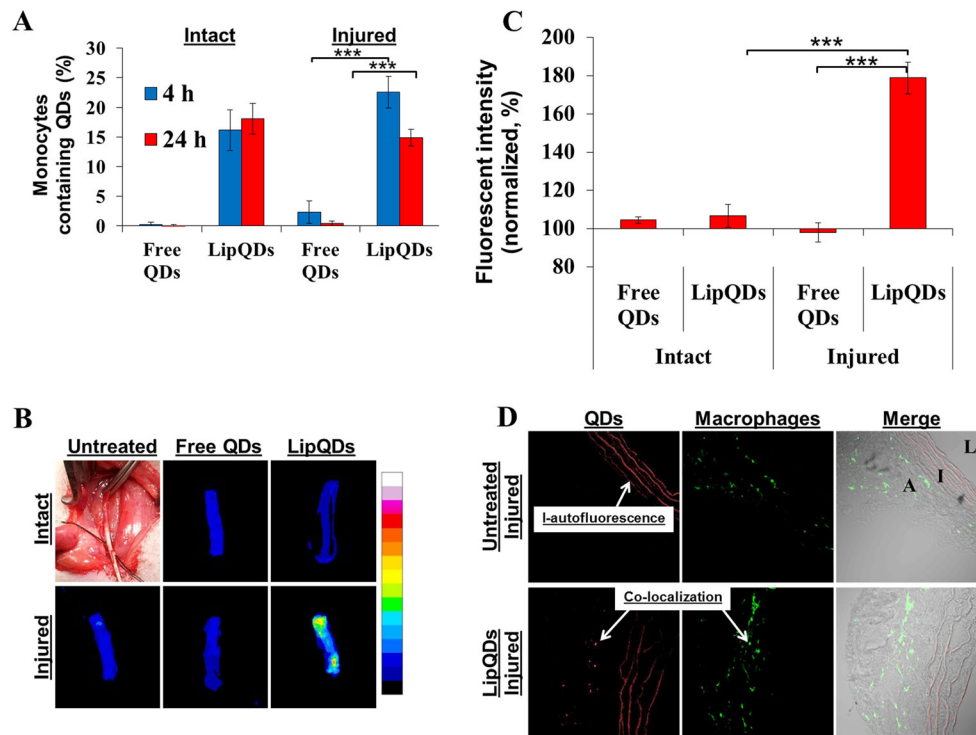 A
Intact
Injured
***
***
4 h
24 h
Monocytes
containing QDs (%)
30
25
20
15
10
5
0
Free
QDs
LipQDs
Free
QDs
LipQDs
C
***
***
Fluorescent intensity
(normalized, %)
200
180
160
140
120
100
80
Free
QDs
LipQDs
Free
QDs
LipQDs
Intact
Injured
B
Untreated
Free QDs
LipQDs
Intact
Injured
D
QDs
Macrophages
Merge
Untreated
Injured
I-autofluorescence
L
I
A
LipQDs
Injured
Co-localization